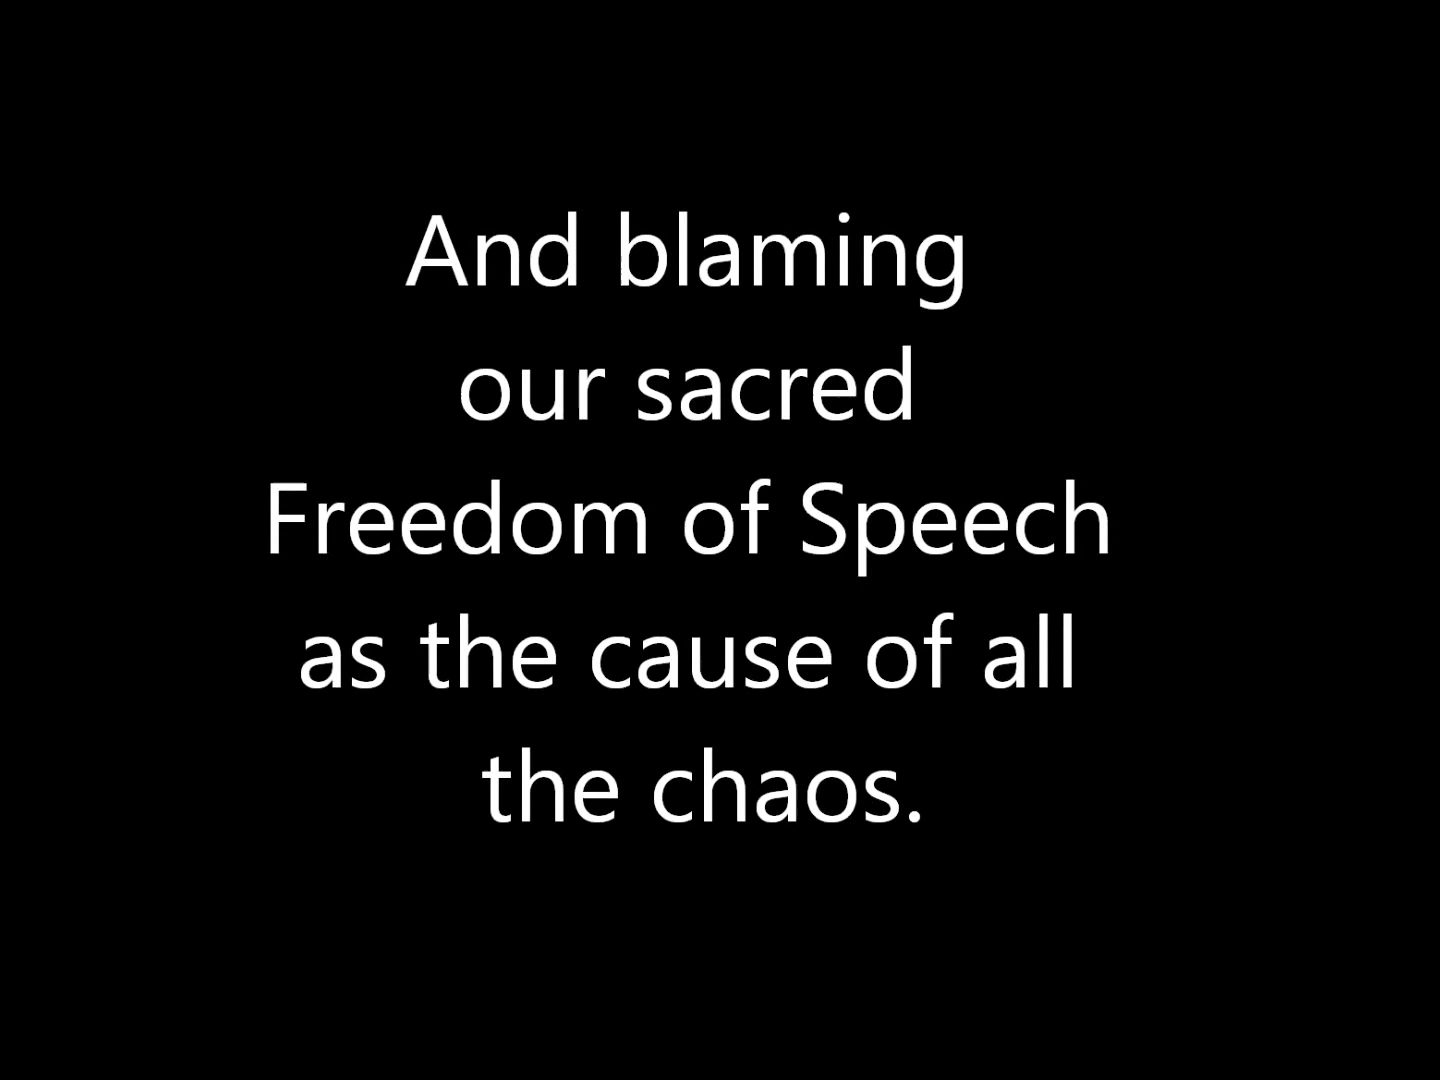 And blaming
our sacred
Freedom of Speech
as the cause of all
the chaos.